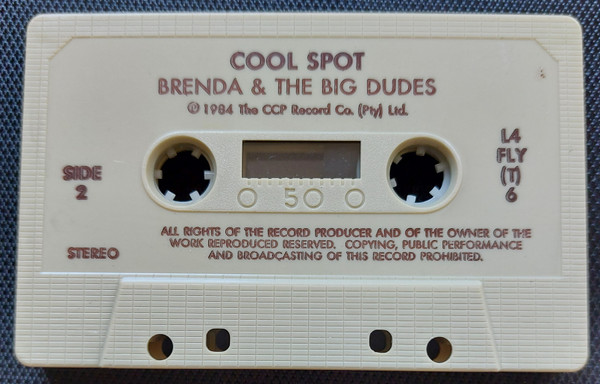 COOL SPOT
BRENDA & THE BIG DUDES
℗ 1984 The CCP Record Co. (Pty) Ltd.
SIDE
2
L4
FLY
(T)
6
0 50 0
STEREO
ALL RIGHTS OF THE RECORD PRODUCER AND OF THE OWNER OF THE
WORK REPRODUCED RESERVED. COPYING, PUBLIC PERFORMANCE
AND BROADCASTING OF THIS RECORD PROHIBITED.